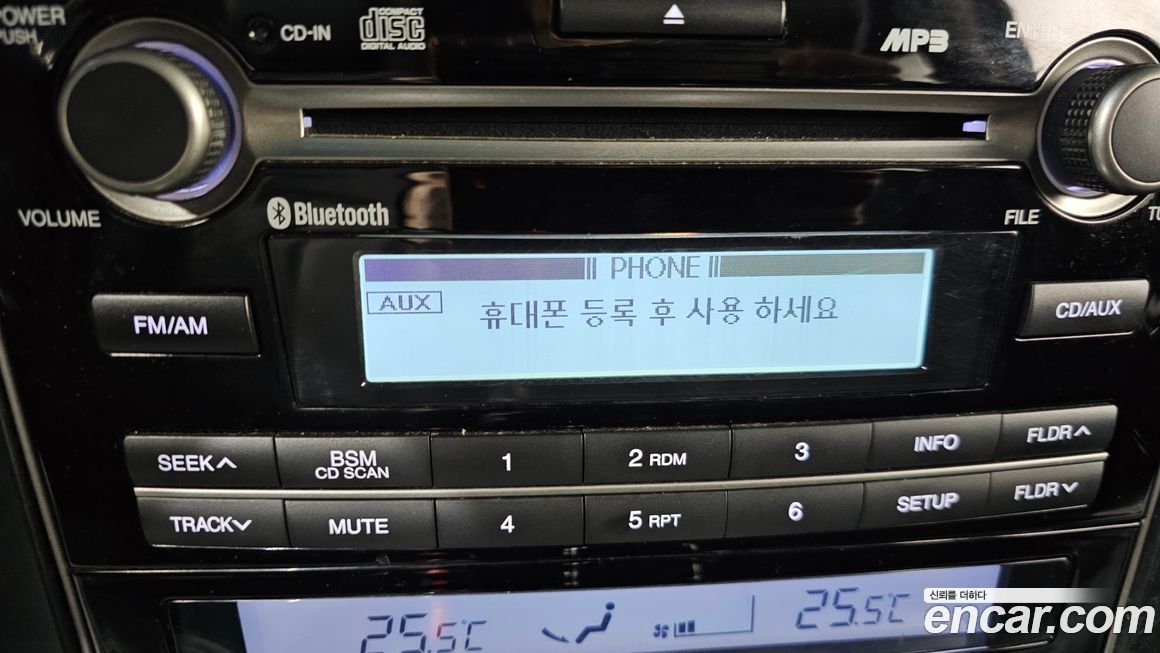 POWER
PUSH
CD-IN
COMPACT
disc
DIGITAL AUDIO
MP3
ENTER
VOLUME
Bluetooth
FILE
PHONE
AUX
휴대폰 등록 후 사용 하세요
FM/AM
CD/AUX
SEEK
BSM
CD SCAN
1
2 RDM
3
INFO
FLDR
TRACK
MUTE
4
5 RPT
6
SETUP
FLDR
25.5℃
25.5℃
신뢰를 더하다
encar.com